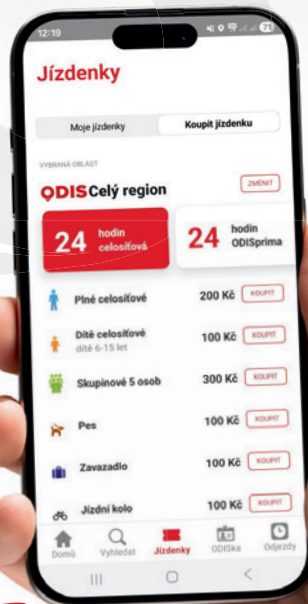 12:19
71
Jízdenky
Moje jízdenky
Koupit jízdenku
VYBRANÁ OBLAST
ODIS Celý region
ZMĚNIT
24 hodin celosíťová
24 hodin ODISprima
Plné celosíťové 200 Kč KOUPIT
Dítě celosíťové 100 Kč KOUPIT
dítě 6-15 let
Skupinové 5 osob 300 Kč KOUPIT
Pes 100 Kč KOUPIT
Zavazadlo 100 Kč KOUPIT
Jízdní kolo 100 Kč KOUPIT
Domů Vyhledat Jízdenky ODISka Odjezdy